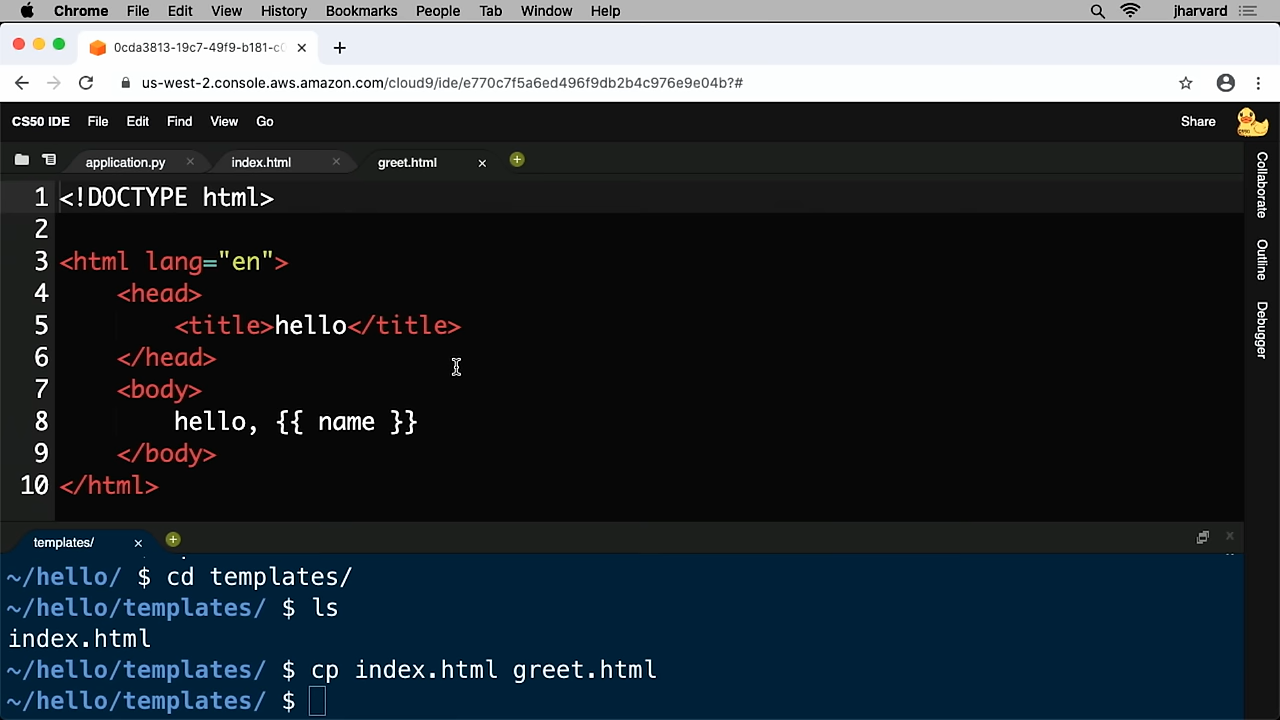 Chrome File Edit View History Bookmarks People Tab Window Help jharvard
0cda3813-19c7-49f9-b181-c0
us-west-2.console.aws.amazon.com/cloud9/ide/e770c7f5a6ed496f9db2b4c976e9e04b?#
CS50 IDE File Edit Find View Go Share
application.py index.html greet.html
1 <!DOCTYPE html>
2
3 <html lang="en">
4 <head>
5 <title>hello</title>
6 </head>
7 <body>
8 hello, {{ name }}
9 </body>
10 </html>
Collaborate
Outline
Debugger
templates/
~/hello/ $ cd templates/
~/hello/templates/ $ ls
index.html
~/hello/templates/ $ cp index.html greet.html
~/hello/templates/ $